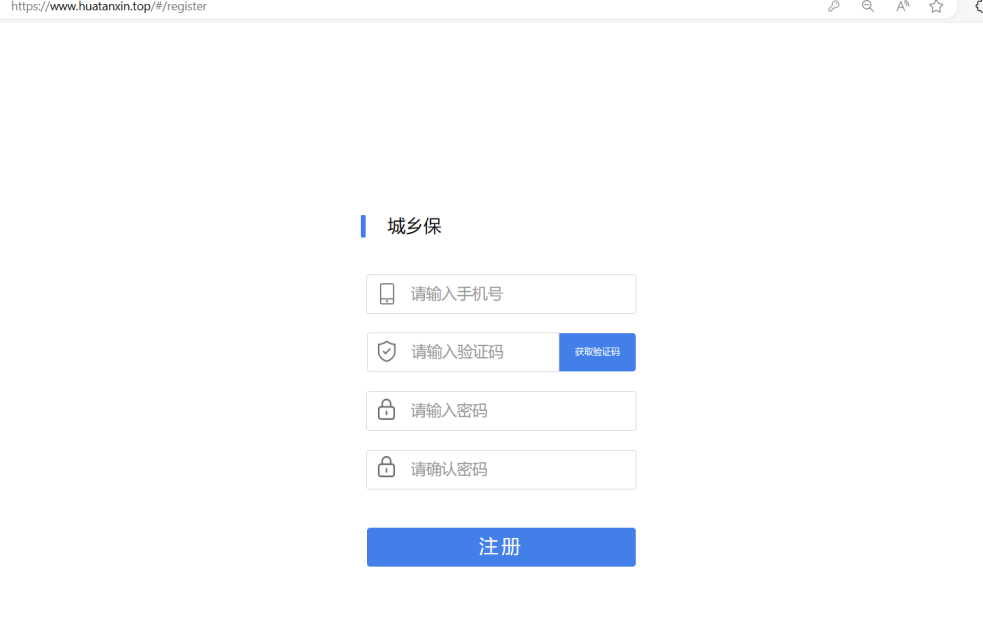 https://www.huatanxin.top/#/register
城乡保
请输入手机号
请输入验证码 获取验证码
请输入密码
请确认密码
注册